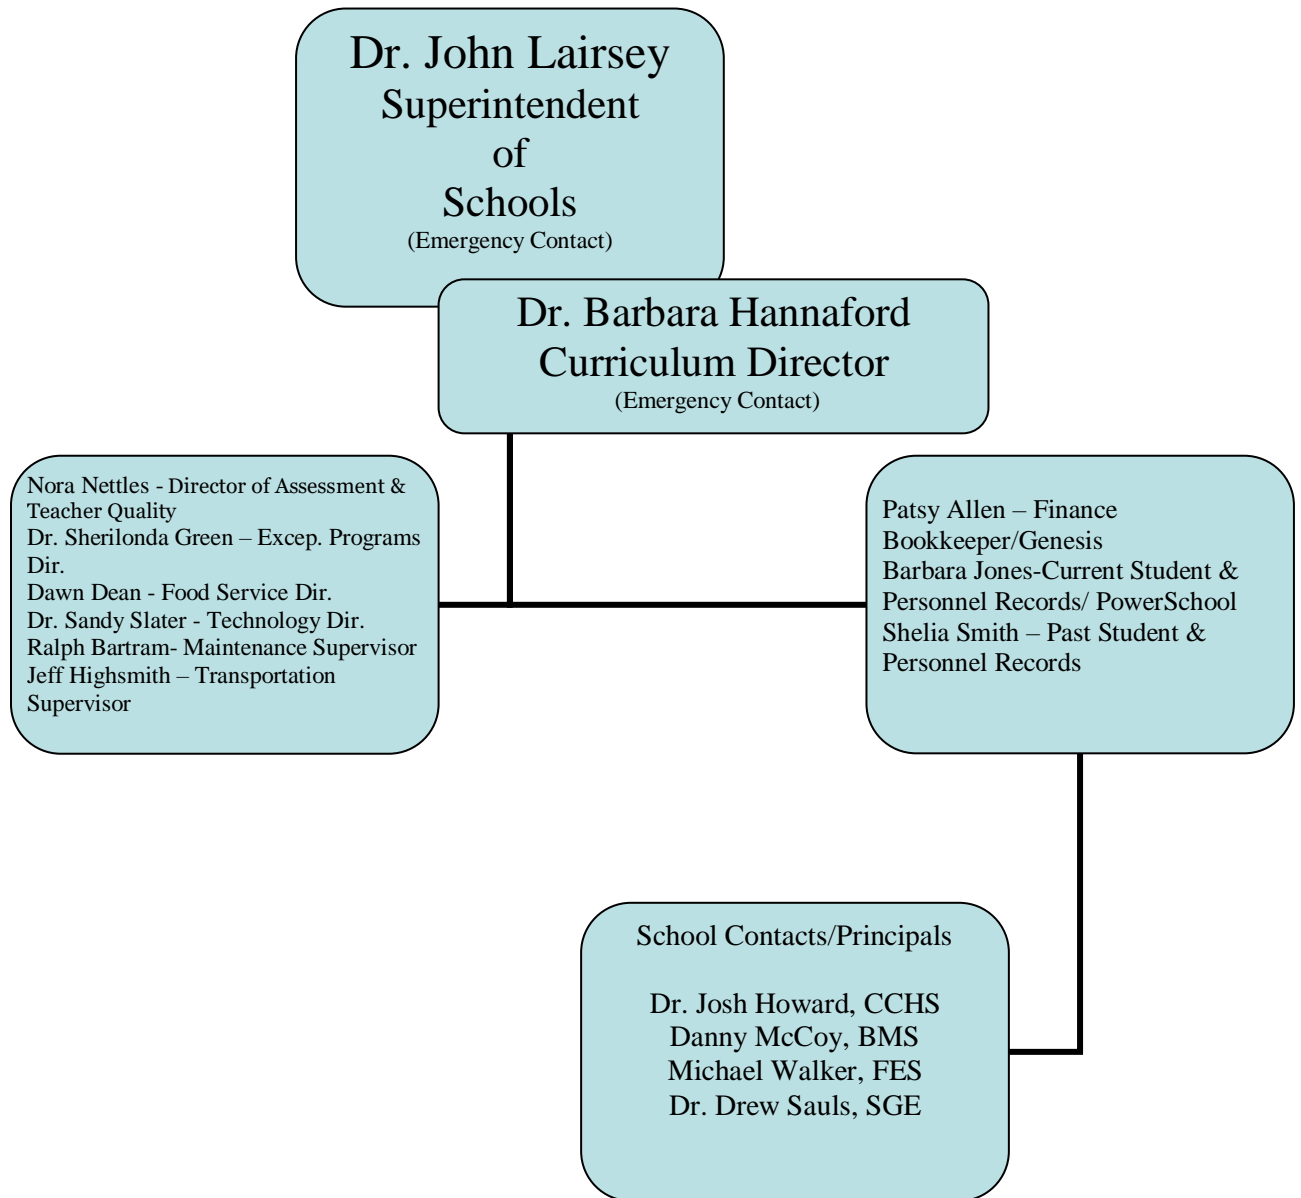 Dr. John Lairsey
Superintendent
of
Schools
(Emergency Contact)
Dr. Barbara Hannaford
Curriculum Director
(Emergency Contact)
Nora Nettles - Director of Assessment &
Teacher Quality
Dr. Sherilonda Green – Excep. Programs
Dir.
Dawn Dean - Food Service Dir.
Dr. Sandy Slater - Technology Dir.
Ralph Bartram- Maintenance Supervisor
Jeff Highsmith – Transportation
Supervisor
Patsy Allen – Finance
Bookkeeper/Genesis
Barbara Jones-Current Student &
Personnel Records/ PowerSchool
Shelia Smith – Past Student &
Personnel Records
School Contacts/Principals
Dr. Josh Howard, CCHS
Danny McCoy, BMS
Michael Walker, FES
Dr. Drew Sauls, SGE